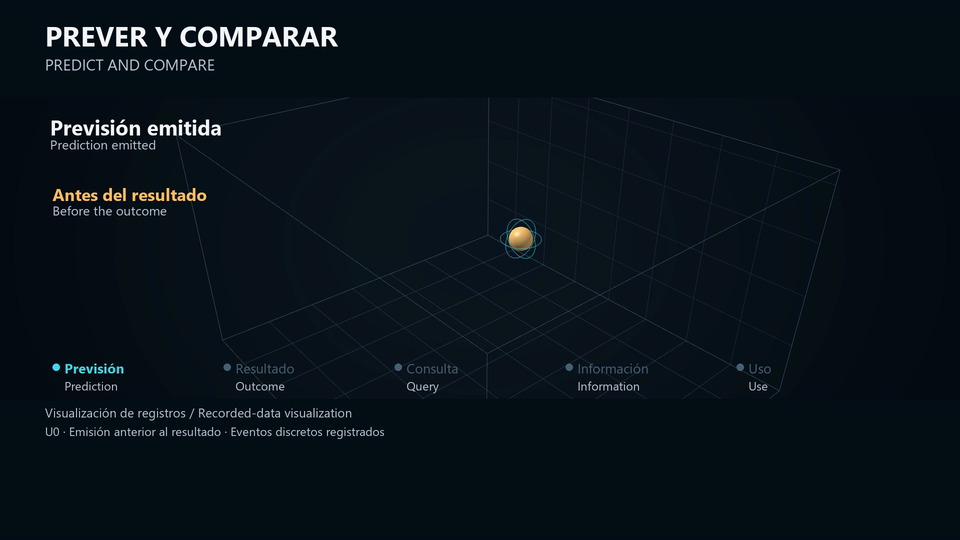 PREVER Y COMPARAR
PREDICT AND COMPARE
Previsión emitida
Prediction emitted
Antes del resultado
Before the outcome
Previsión
Prediction
Resultado
Outcome
Consulta
Query
Información
Information
Uso
Use
Visualización de registros / Recorded-data visualization
U0 · Emisión anterior al resultado · Eventos discretos registrados